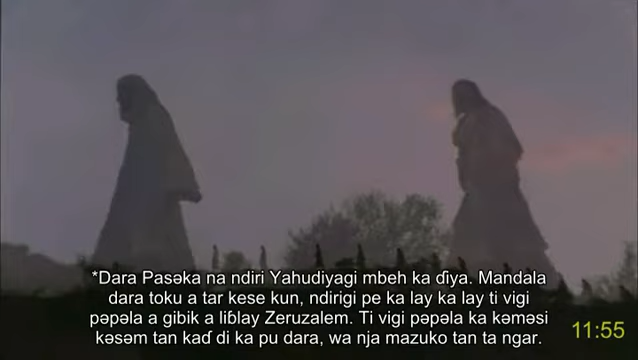 *Dara Pasəka na ndiri Yahudiyagi mbeh ka ɗiya. Mandala
dara toku a tar kese kun, ndirigi pe ka lay ka lay ti vigi
pəpəla a gibik a liɓlay Zeruzalem. Ti vigi pəpəla ka kəməsi
kəsəm tan kaɗ di ka pu dara, wa nja mazuko tan ta ngar.
11:55